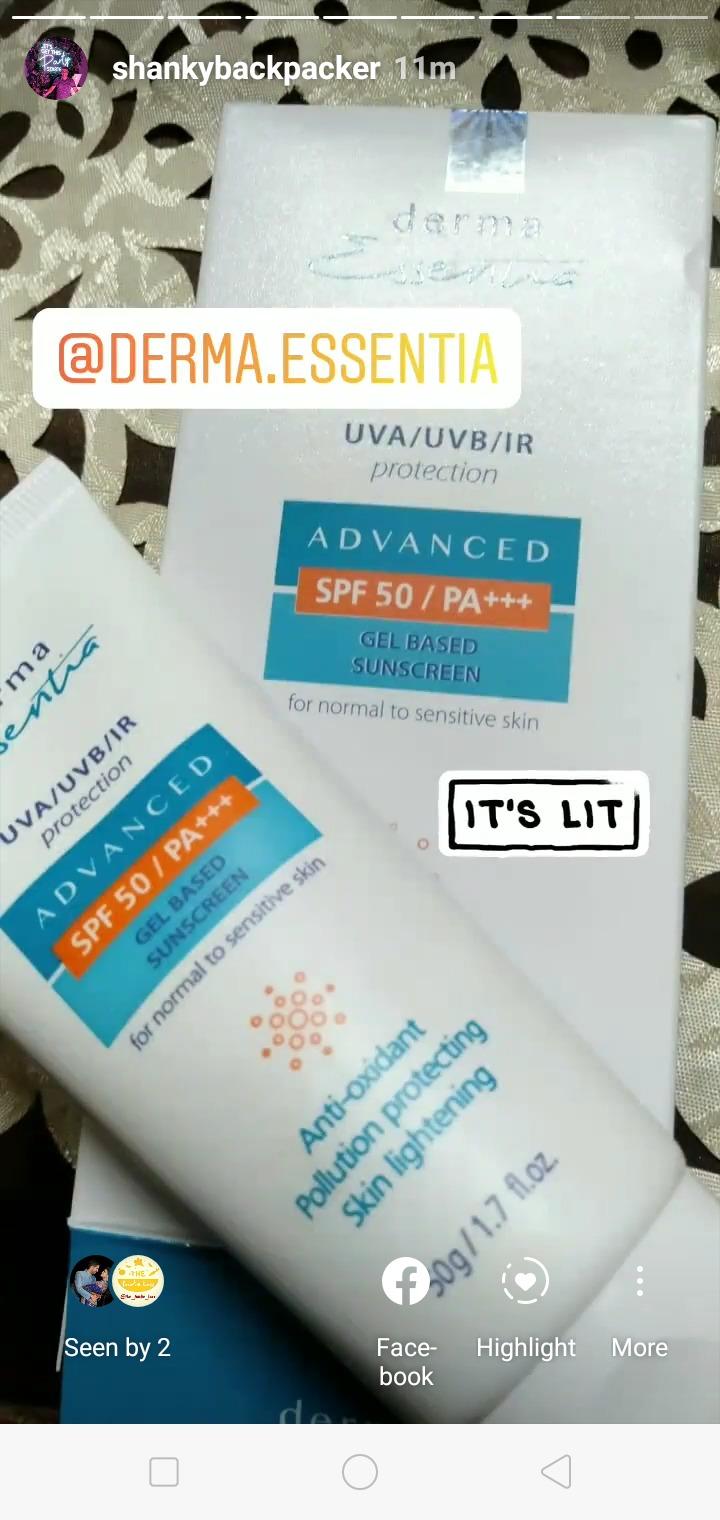 shankybackpacker 11m
derma
Essentia
@DERMA.ESSENTIA
UVA/UVB/IR
protection
ADVANCED
SPF 50 / PA+++
GEL BASED
SUNSCREEN
for normal to sensitive skin
IT'S LIT
rma
sentia
UVA/UVB/IR
protection
ADVANCED
SPF 50 / PA+++
GEL BASED
SUNSCREEN
for normal to sensitive skin
Anti-oxidant
Pollution protecting
Skin lightening
50g / 1.7 fl.oz.
Seen by 2
Face-
book
Highlight
More